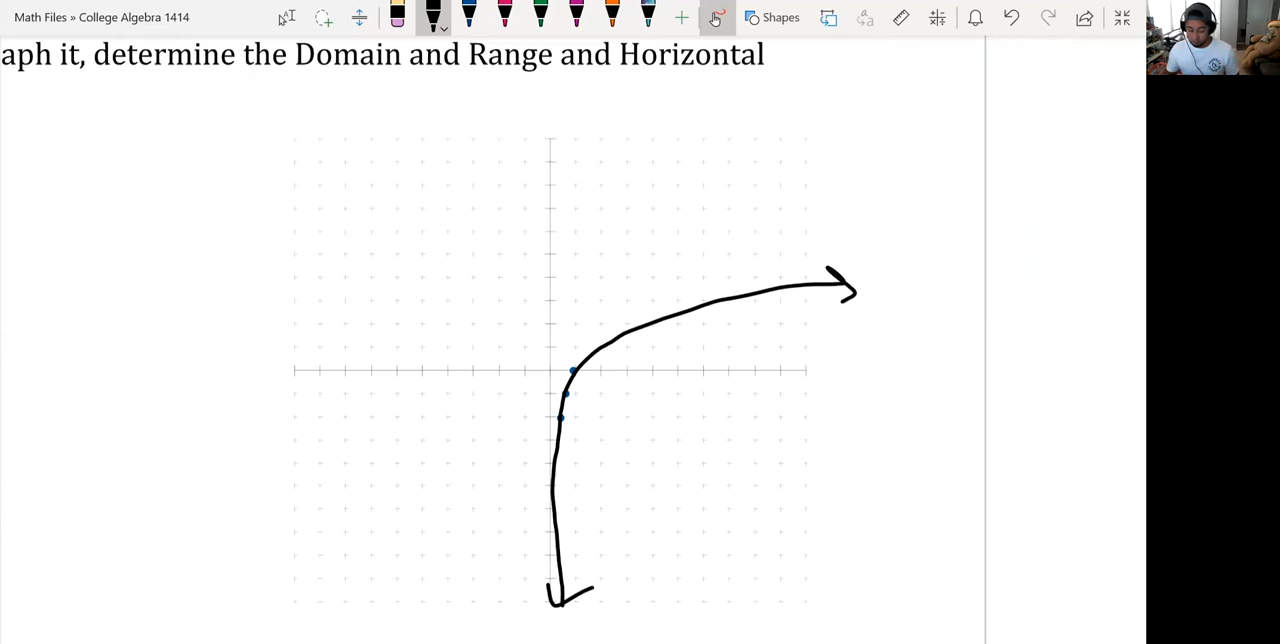 Math Files » College Algebra 1414
Shapes
aph it, determine the Domain and Range and Horizontal